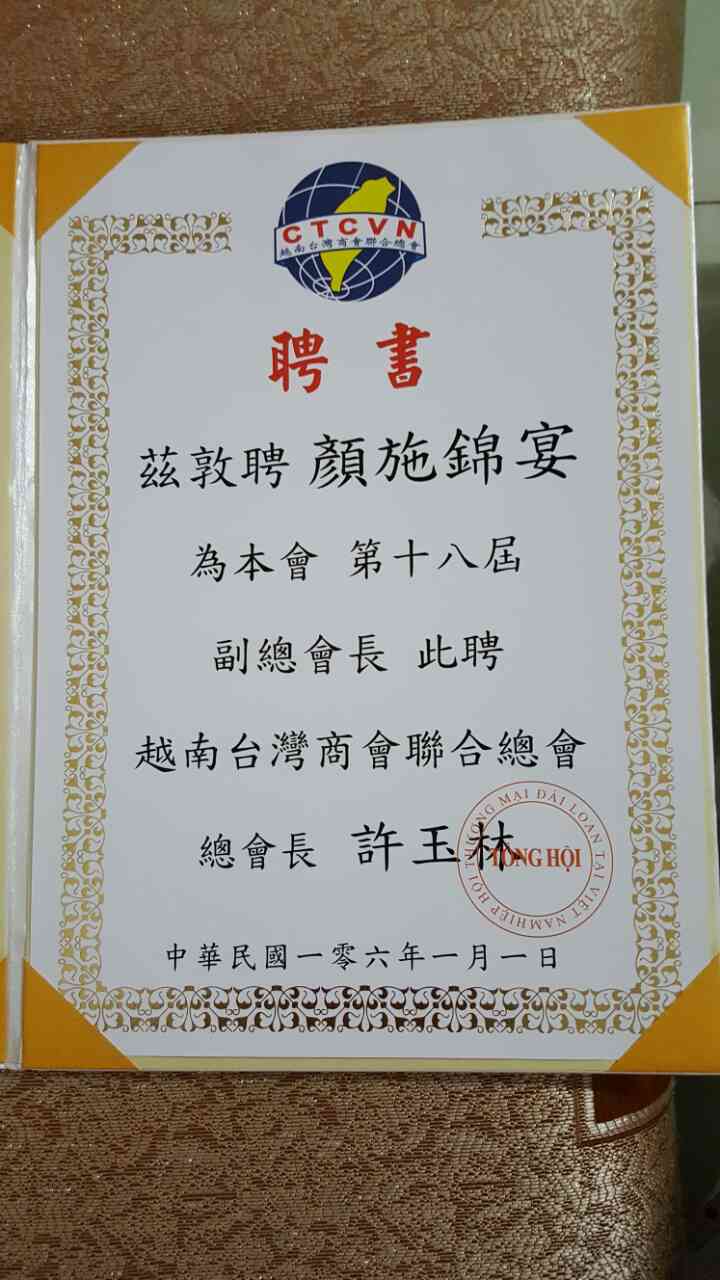 CTCVN
越南台灣商會聯合總會
聘書
茲敦聘 顏施錦宴
為本會 第十八屆
副總會長 此聘
越南台灣商會聯合總會
總會長 許玉林
HIỆP HỘI THƯƠNG MẠI ĐÀI LOAN TẠI VIỆT NAM
TỔNG HỘI
中華民國一零六年一月一日